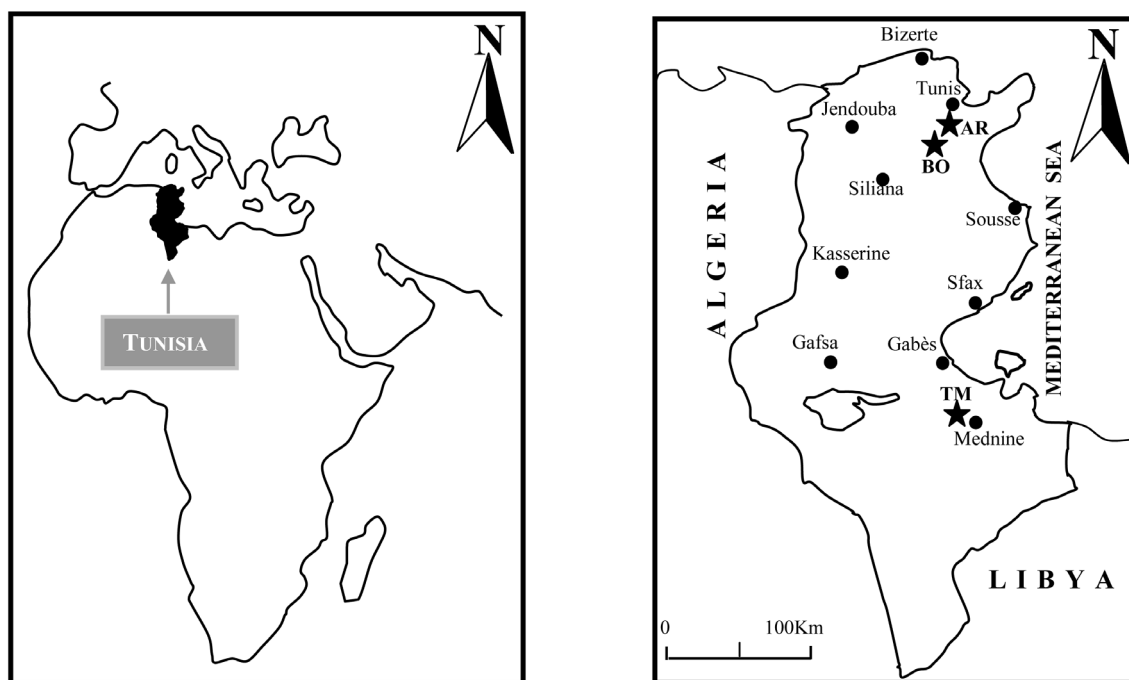 N
TUNISIA
N
Bizerte
Tunis
Jendouba
AR
BO
Siliana
Sousse
Kasserine
Sfax
Gafsa
Gabès
TM
Mednine
ALGERIA
MEDITERRANEAN SEA
LIBYA
0 100Km